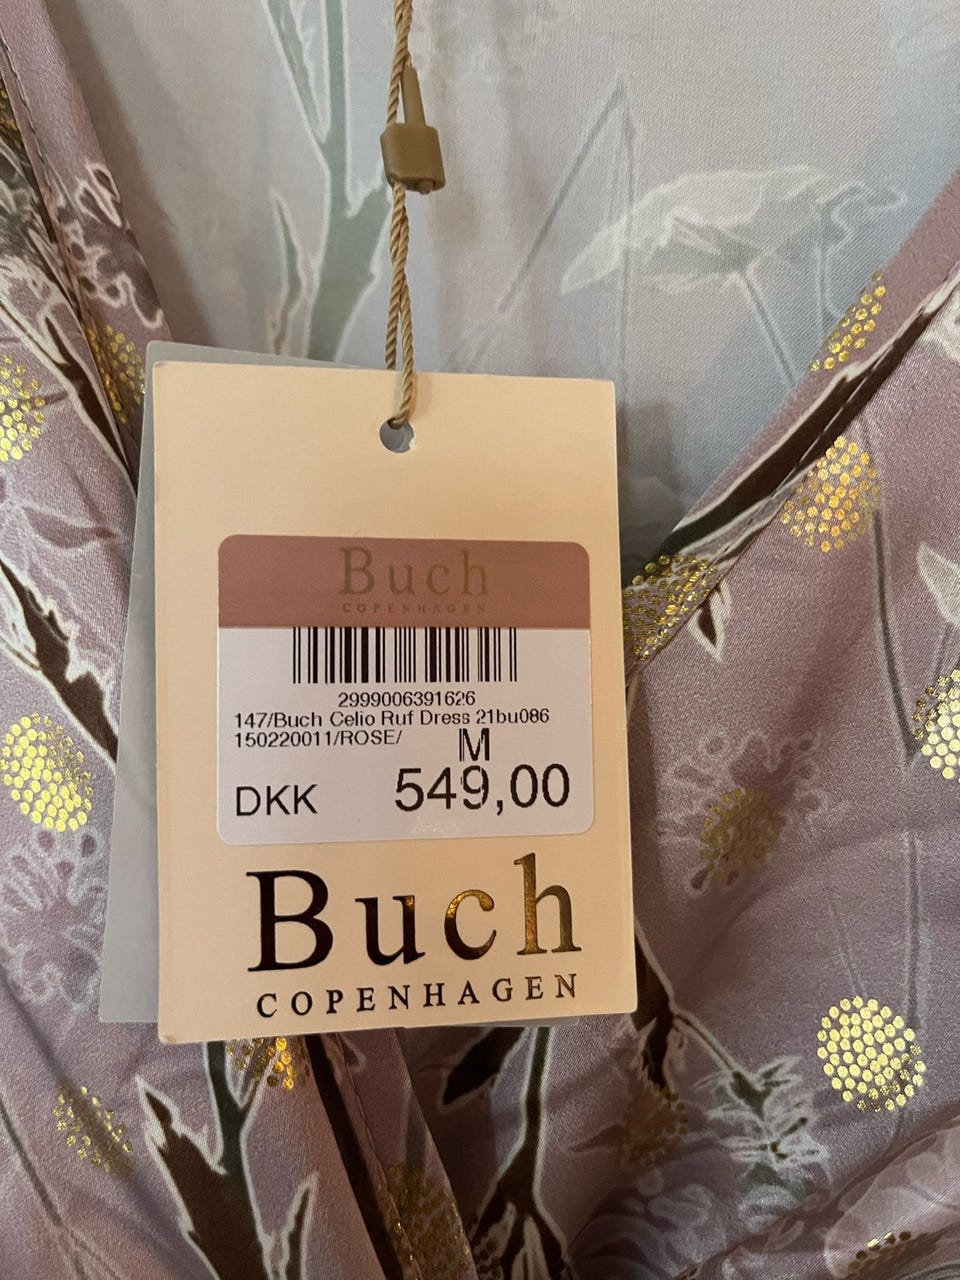 Buch
COPENHAGEN
2999006391626
147/Buch Celio Ruf Dress 21bu086
150220011/ROSE/ M
DKK 549,00
Buch
COPENHAGEN